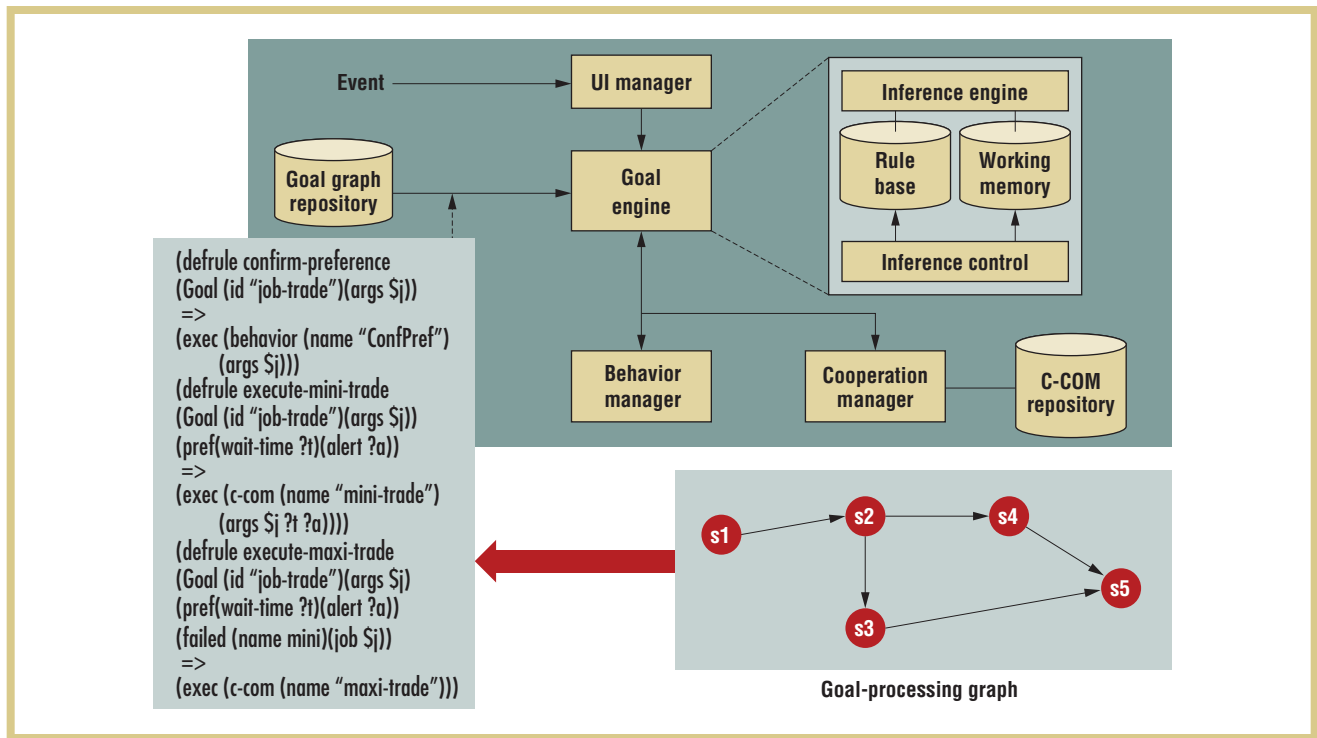 Event
UI manager
Goal graph
repository
Goal
engine
Inference engine
Rule
base
Working
memory
Inference control
Behavior
manager
Cooperation
manager
C-COM
repository
(defrule confirm-preference
(Goal (id “job-trade”)(args $j))
=>
(exec (behavior (name “ConfPref”)
(args $j)))
(defrule execute-mini-trade
(Goal (id “job-trade”)(args $j))
(pref(wait-time ?t)(alert ?a))
=>
(exec (c-com (name “mini-trade”)
(args $j ?t ?a))))
(defrule execute-maxi-trade
(Goal (id “job-trade”)(args $j)
(pref(wait-time ?t)(alert ?a))
(failed (name mini)(job $j))
=>
(exec (c-com (name “maxi-trade”)))
s1
s2
s4
s5
s3
Goal-processing graph